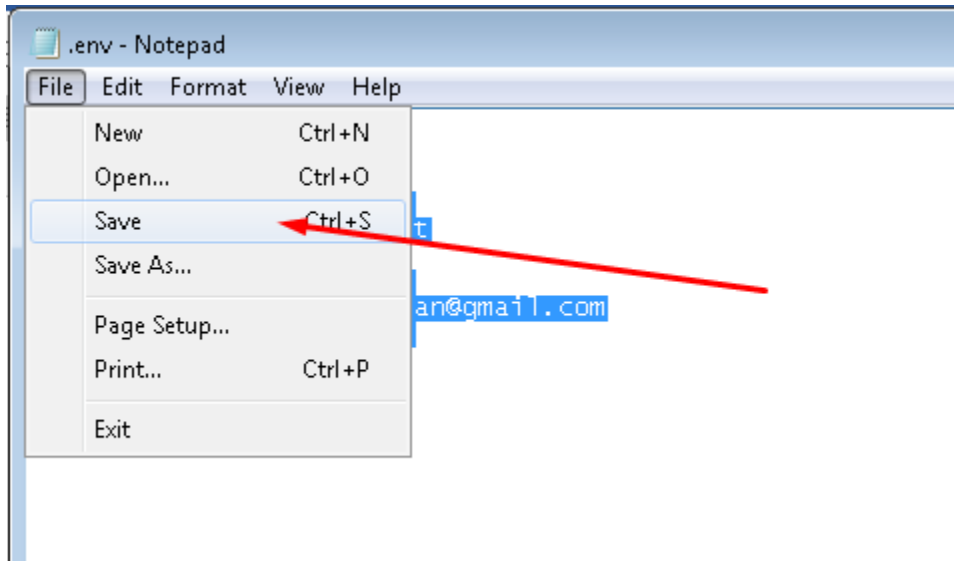 .env - Notepad
File Edit Format View Help
New Ctrl+N
Open... Ctrl+O
Save Ctrl+S
t
Save As...
an@gmail.com
Page Setup...
Print... Ctrl+P
Exit